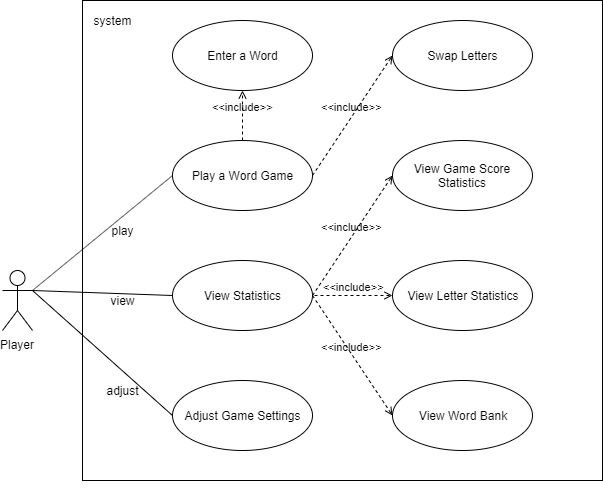 system
Enter a Word
Swap Letters
<<include>>
<<include>>
Play a Word Game
View Game Score
Statistics
play
<<include>>
View Statistics
<<include>>
View Letter Statistics
view
Player
<<include>>
adjust
Adjust Game Settings
View Word Bank